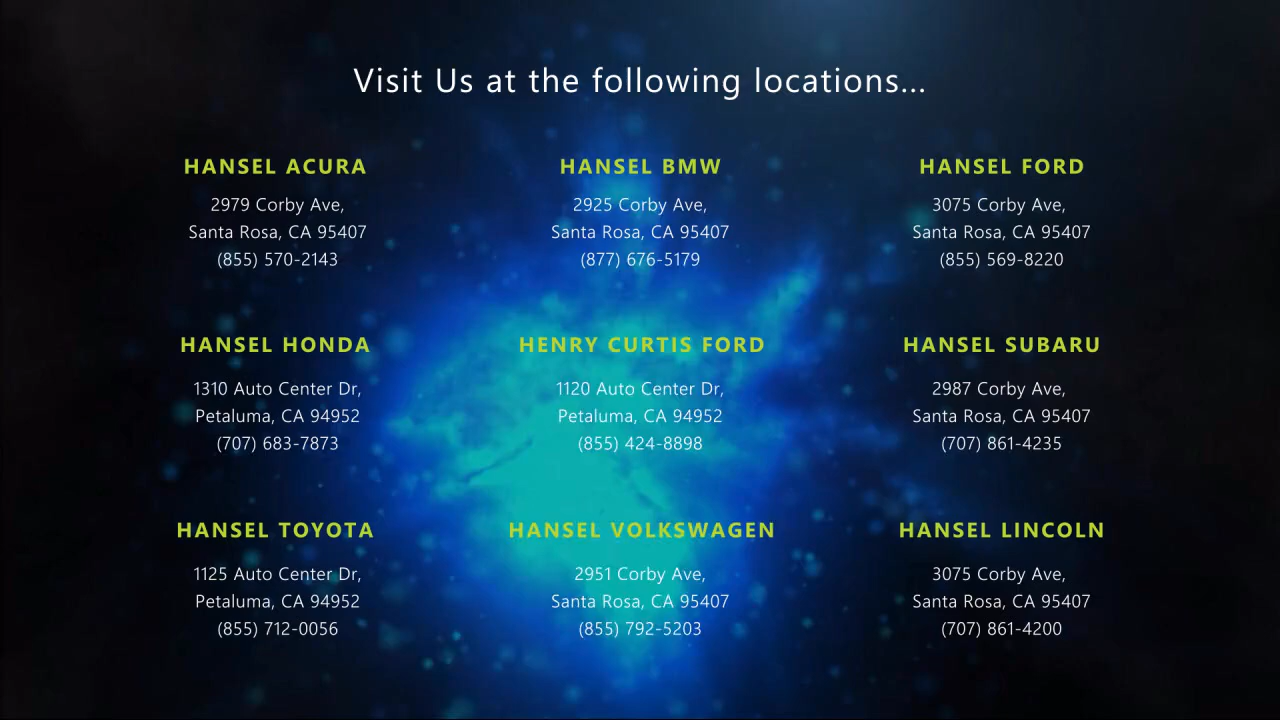 Visit Us at the following locations...
HANSEL ACURA
2979 Corby Ave,
Santa Rosa, CA 95407
(855) 570-2143
HANSEL BMW
2925 Corby Ave,
Santa Rosa, CA 95407
(877) 676-5179
HANSEL FORD
3075 Corby Ave,
Santa Rosa, CA 95407
(855) 569-8220
HANSEL HONDA
1310 Auto Center Dr,
Petaluma, CA 94952
(707) 683-7873
HENRY CURTIS FORD
1120 Auto Center Dr,
Petaluma, CA 94952
(855) 424-8898
HANSEL SUBARU
2987 Corby Ave,
Santa Rosa, CA 95407
(707) 861-4235
HANSEL TOYOTA
1125 Auto Center Dr,
Petaluma, CA 94952
(855) 712-0056
HANSEL VOLKSWAGEN
2951 Corby Ave,
Santa Rosa, CA 95407
(855) 792-5203
HANSEL LINCOLN
3075 Corby Ave,
Santa Rosa, CA 95407
(707) 861-4200